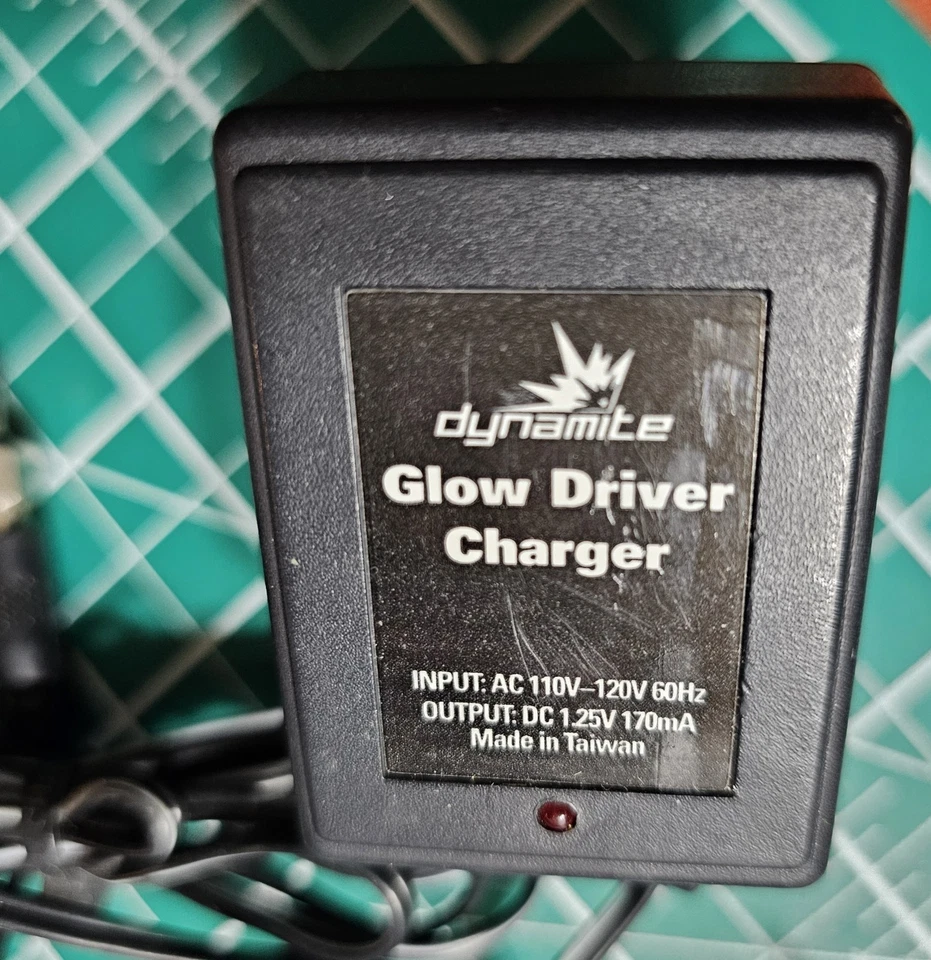 dynamite
Glow Driver
Charger
INPUT: AC 110V–120V 60Hz
OUTPUT: DC 1.25V 170mA
Made in Taiwan